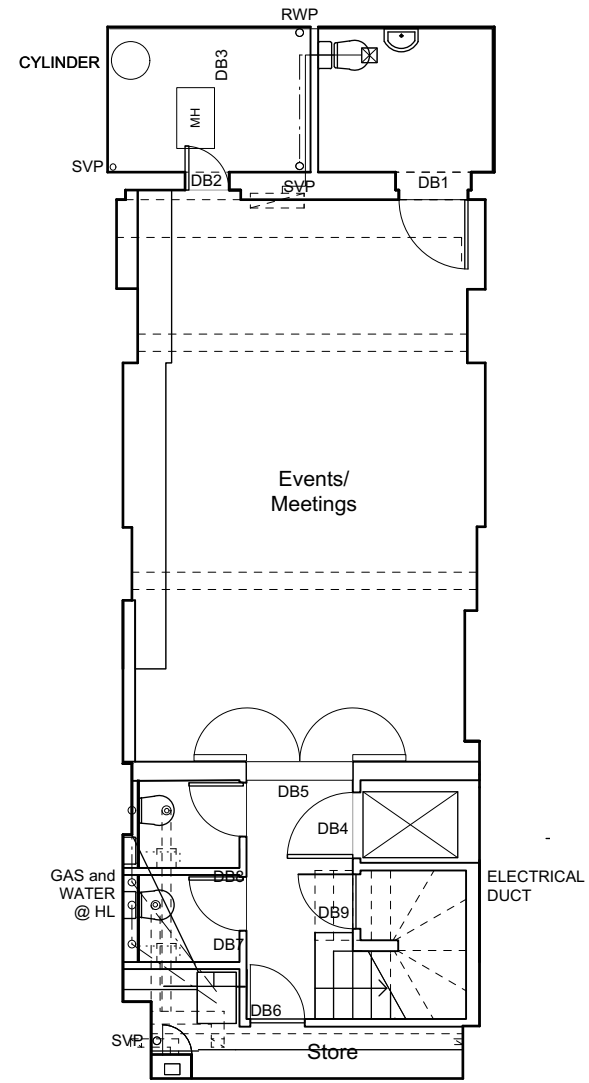 RWP
CYLINDER
DB3
MH
SVP
DB2
SVP
DB1
Events/
Meetings
DB5
DB4
GAS and
WATER
@ HL
DB8
ELECTRICAL
DUCT
DB9
DB7
DB6
SVP
Store